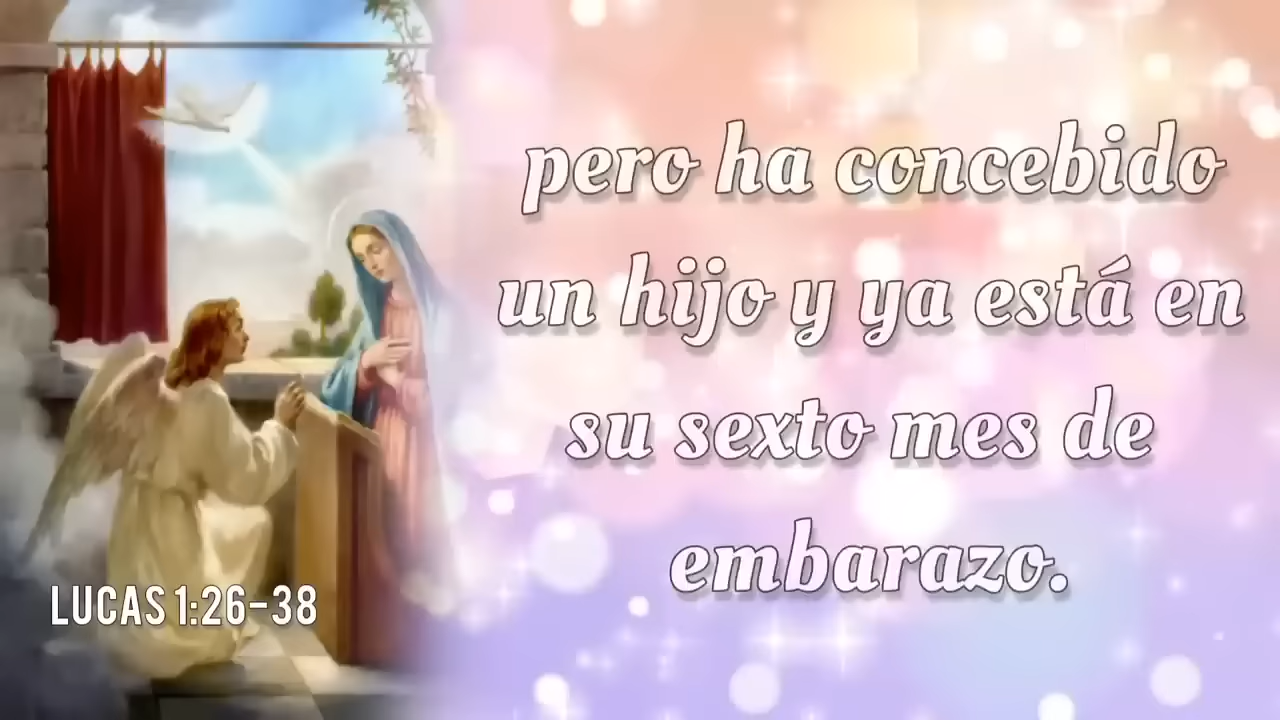 pero ha concebido
un hijo y ya está en
su sexto mes de
embarazo.
LUCAS 1:26-38